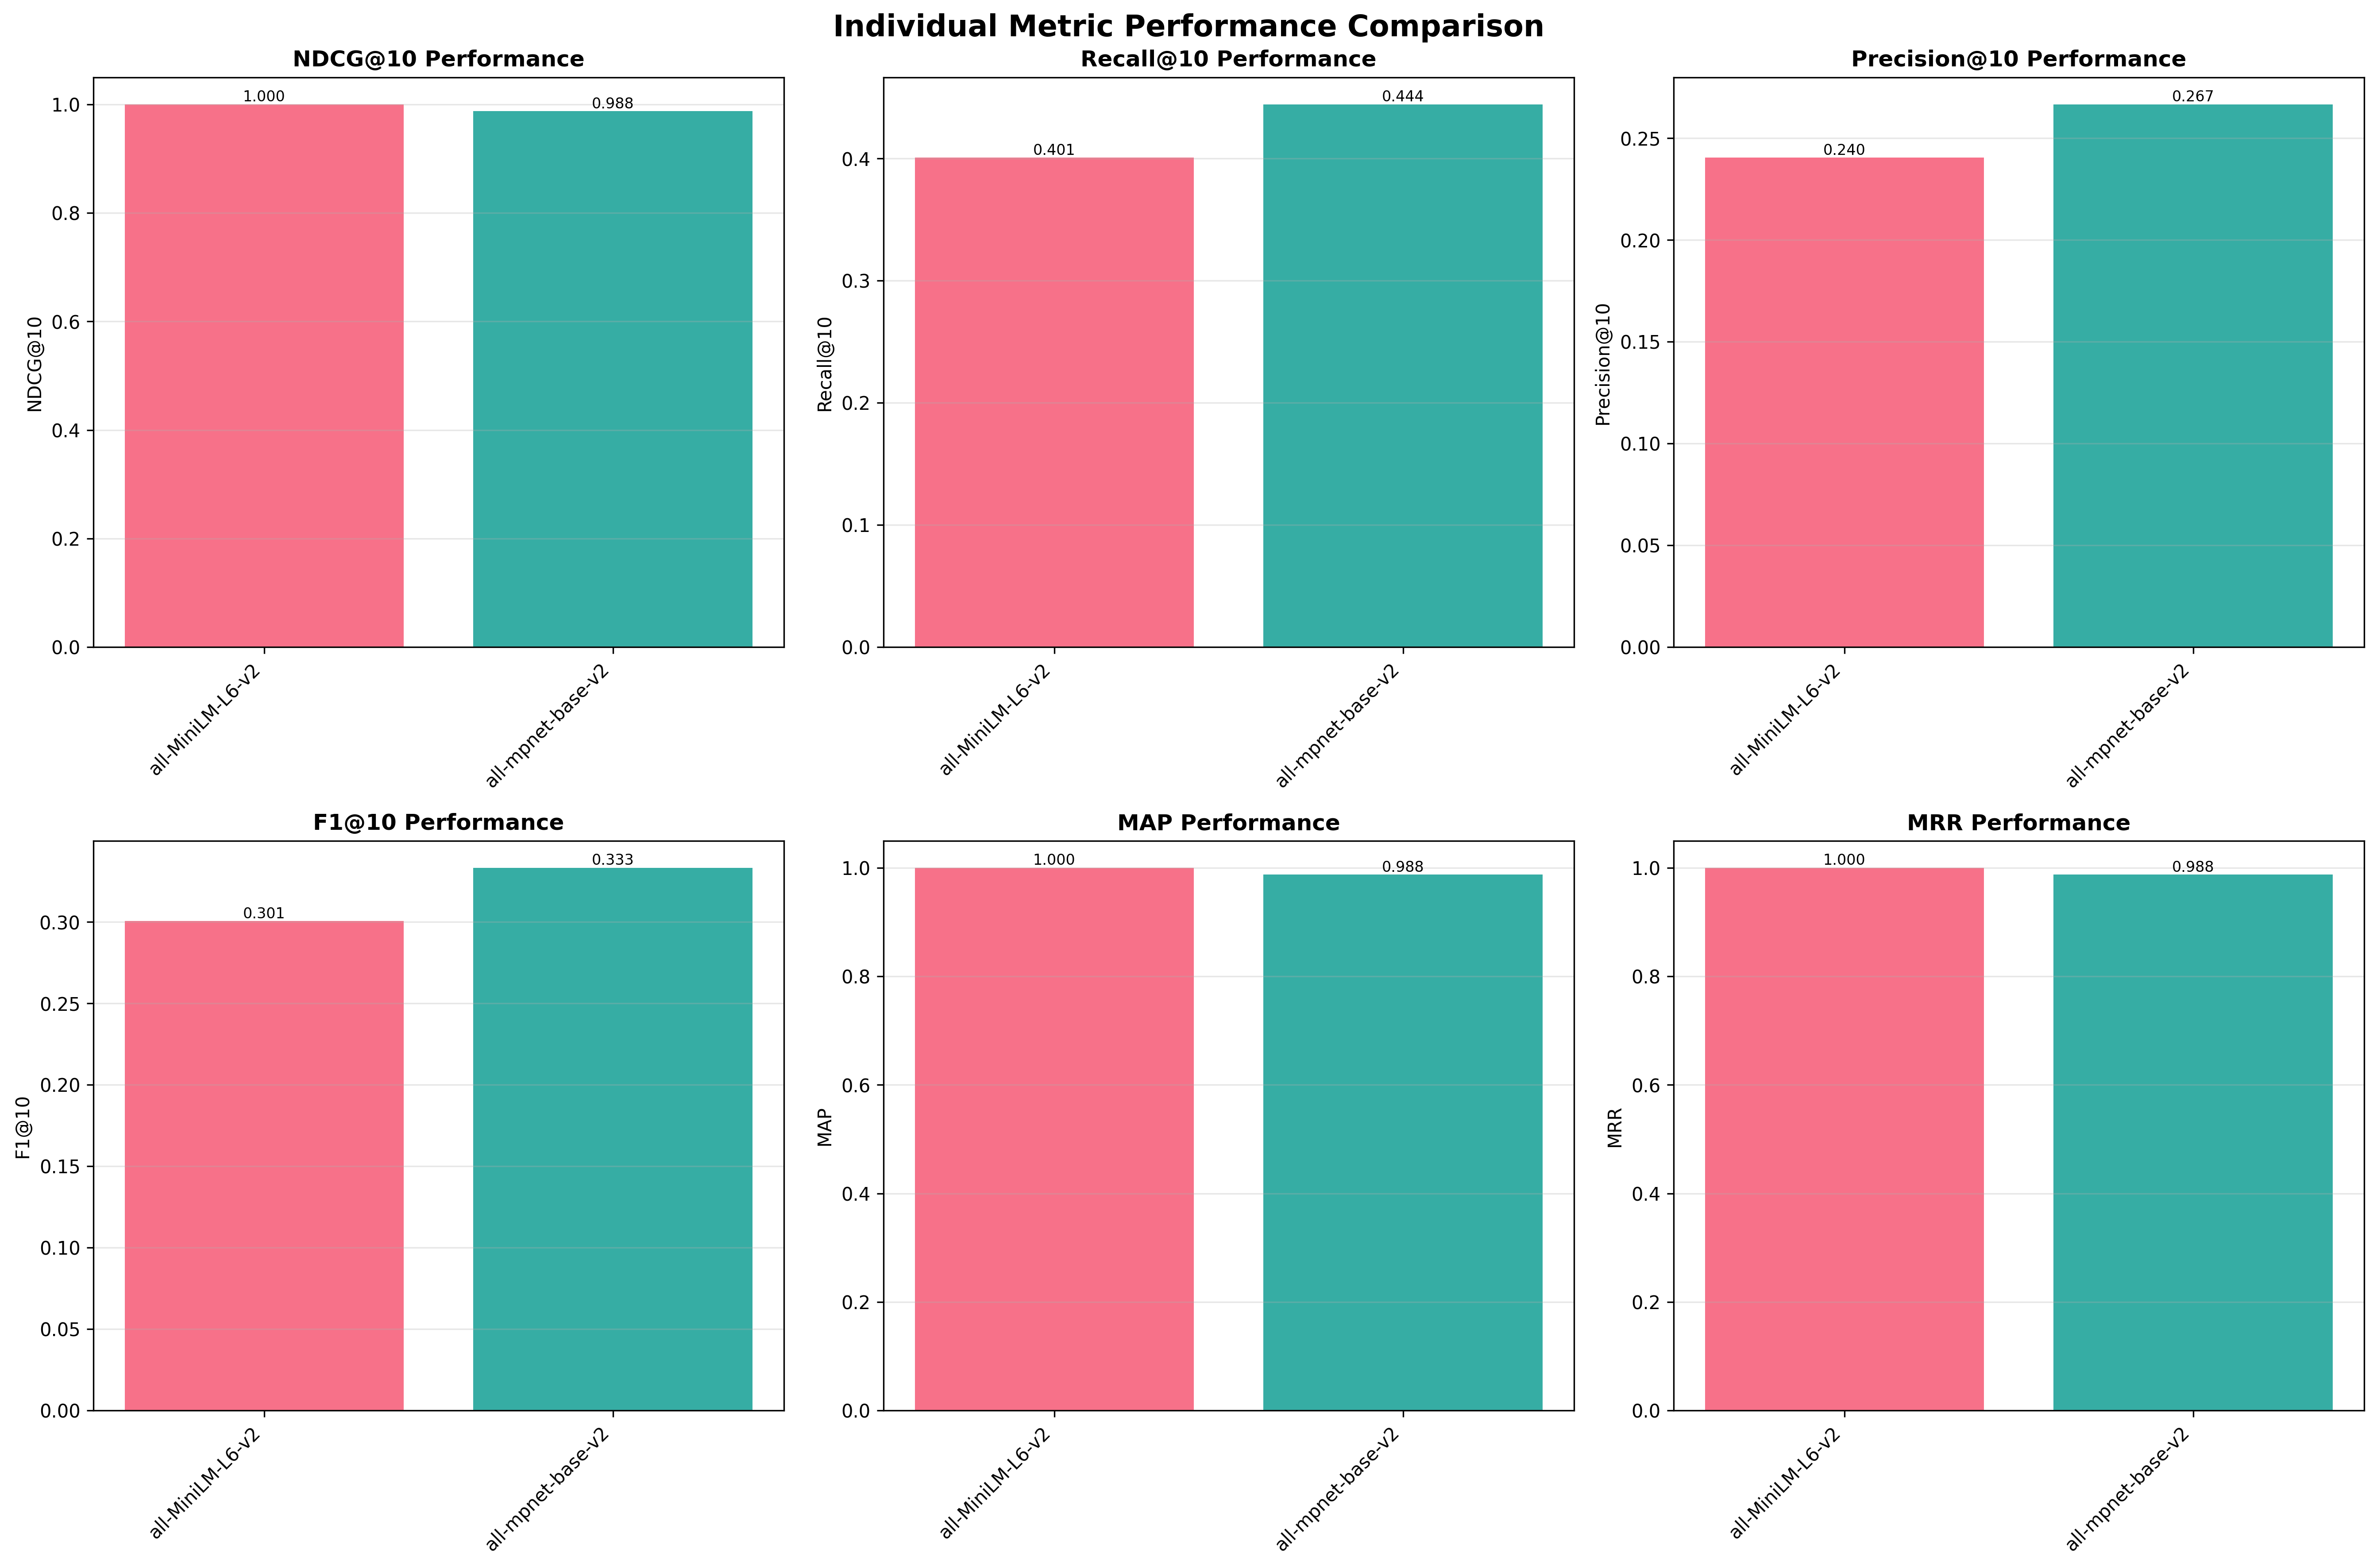 Individual Metric Performance Comparison
NDCG@10 Performance
1.000
0.988
1.0
0.8
0.6
0.4
0.2
0.0
NDCG@10
all-MiniLM-L6-v2
all-mpnet-base-v2
Recall@10 Performance
0.401
0.444
0.4
0.3
0.2
0.1
0.0
Recall@10
all-MiniLM-L6-v2
all-mpnet-base-v2
Precision@10 Performance
0.240
0.267
0.25
0.20
0.15
0.10
0.05
0.00
Precision@10
all-MiniLM-L6-v2
all-mpnet-base-v2
F1@10 Performance
0.301
0.333
0.30
0.25
0.20
0.15
0.10
0.05
0.00
F1@10
all-MiniLM-L6-v2
all-mpnet-base-v2
MAP Performance
1.000
0.988
1.0
0.8
0.6
0.4
0.2
0.0
MAP
all-MiniLM-L6-v2
all-mpnet-base-v2
MRR Performance
1.000
0.988
1.0
0.8
0.6
0.4
0.2
0.0
MRR
all-MiniLM-L6-v2
all-mpnet-base-v2